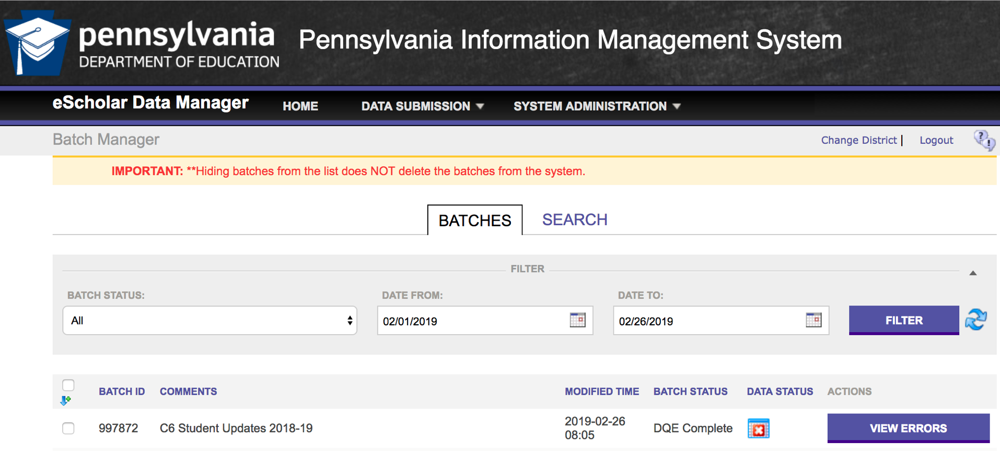 pennsylvania
DEPARTMENT OF EDUCATION
Pennsylvania Information Management System
eScholar Data Manager HOME DATA SUBMISSION SYSTEM ADMINISTRATION
Batch Manager Change District | Logout
IMPORTANT: **Hiding batches from the list does NOT delete the batches from the system.
BATCHES SEARCH
FILTER
BATCH STATUS: DATE FROM: DATE TO:
All 02/01/2019 02/26/2019 FILTER
BATCH ID COMMENTS MODIFIED TIME BATCH STATUS DATA STATUS ACTIONS
997872 C6 Student Updates 2018-19 2019-02-26 08:05 DQE Complete VIEW ERRORS